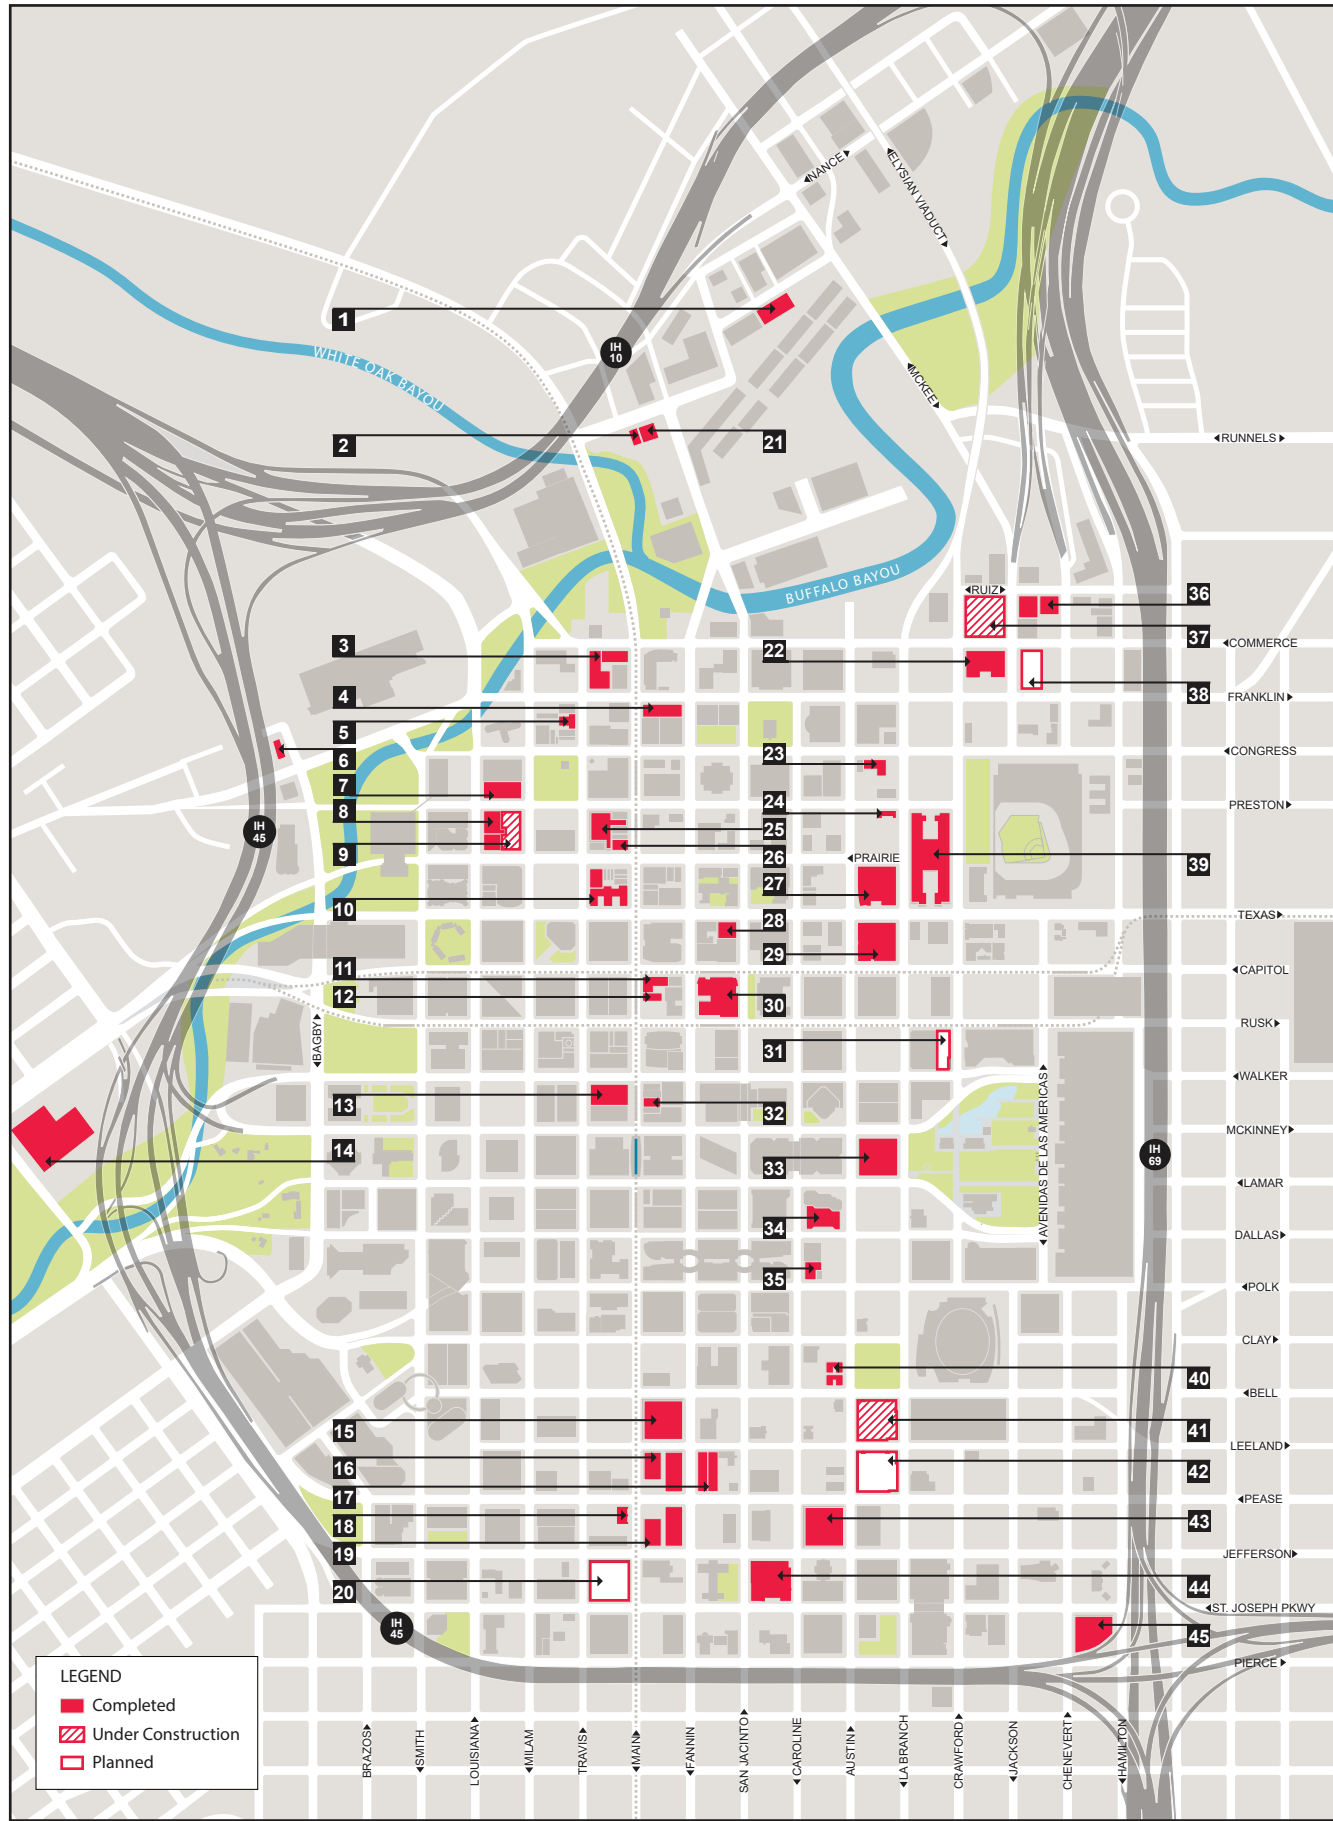 NANCE
ELYSIAN VIADUCT
1
IH
10
WHITE OAK BAYOU
MCKEE
2
21
RUNNELS
BUFFALO BAYOU
RUIZ
36
37
COMMERCE
3
22
38
FRANKLIN
4
5
6
23
CONGRESS
7
8
24
PRESTON
IH
45
25
9
26
PRAIRIE
39
27
10
28
TEXAS
29
11
12
CAPITOL
30
BAGBY
RUSK
31
WALKER
13
32
AVENIDAS DE LAS AMERICAS
MCKINNEY
14
33
IH
69
LAMAR
34
DALLAS
35
POLK
CLAY
40
BELL
15
41
LEELAND
16
42
17
PEASE
18
43
19
JEFFERSON
20
44
ST. JOSEPH PKWY
IH
45
45
PIERCE
LEGEND
Completed
Under Construction
Planned
BRAZOS
SMITH
LOUISIANA
MILAM
TRAVIS
MAIN
FANNIN
SAN JACINTO
CAROLINE
AUSTIN
LA BRANCH
CRAWFORD
JACKSON
CHENEVERT
HAMILTON